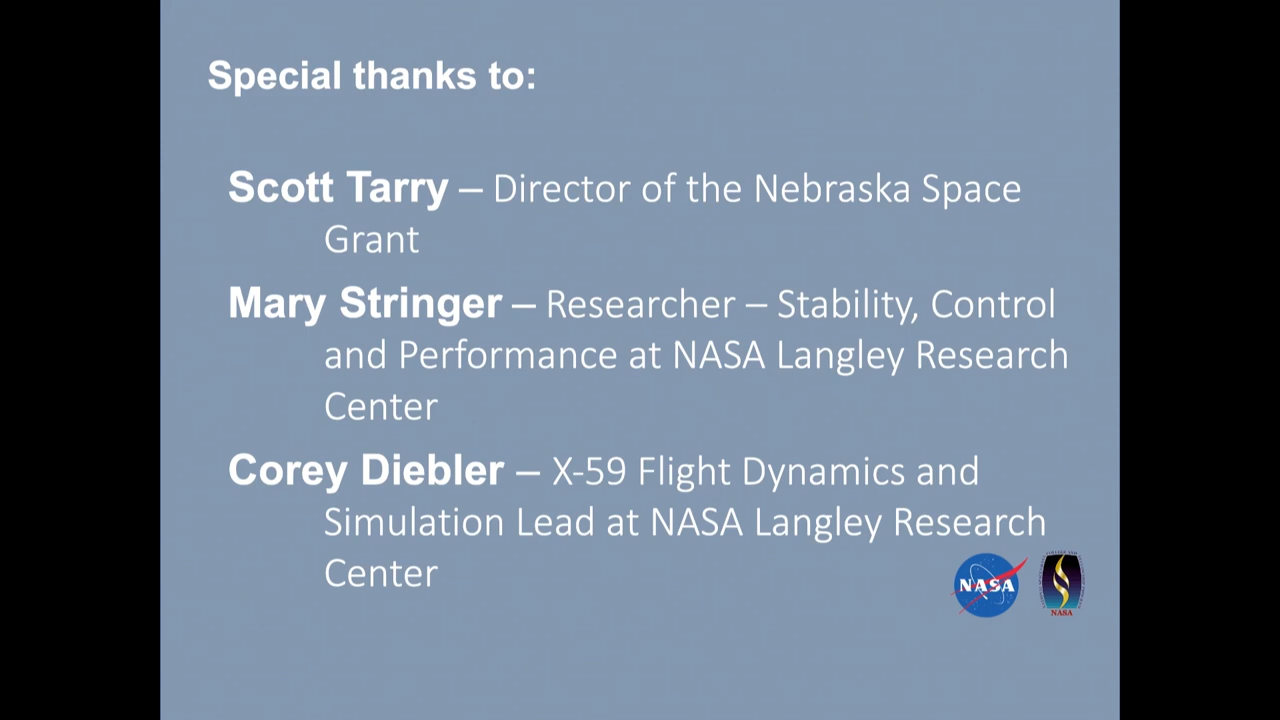 Special thanks to:
Scott Tarry – Director of the Nebraska Space
Grant
Mary Stringer – Researcher – Stability, Control
and Performance at NASA Langley Research
Center
Corey Diebler – X-59 Flight Dynamics and
Simulation Lead at NASA Langley Research
Center
NASA
NASA